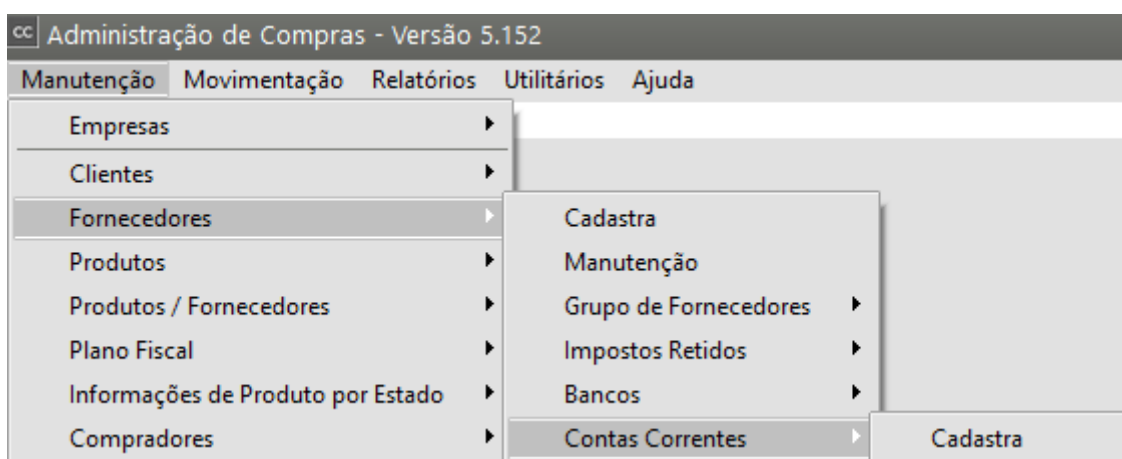 cc Administração de Compras - Versão 5.152
Manutenção Movimentação Relatórios Utilitários Ajuda
Empresas
Clientes
Fornecedores
Produtos
Produtos / Fornecedores
Plano Fiscal
Informações de Produto por Estado
Compradores
Cadastra
Manutenção
Grupo de Fornecedores
Impostos Retidos
Bancos
Contas Correntes
Cadastra